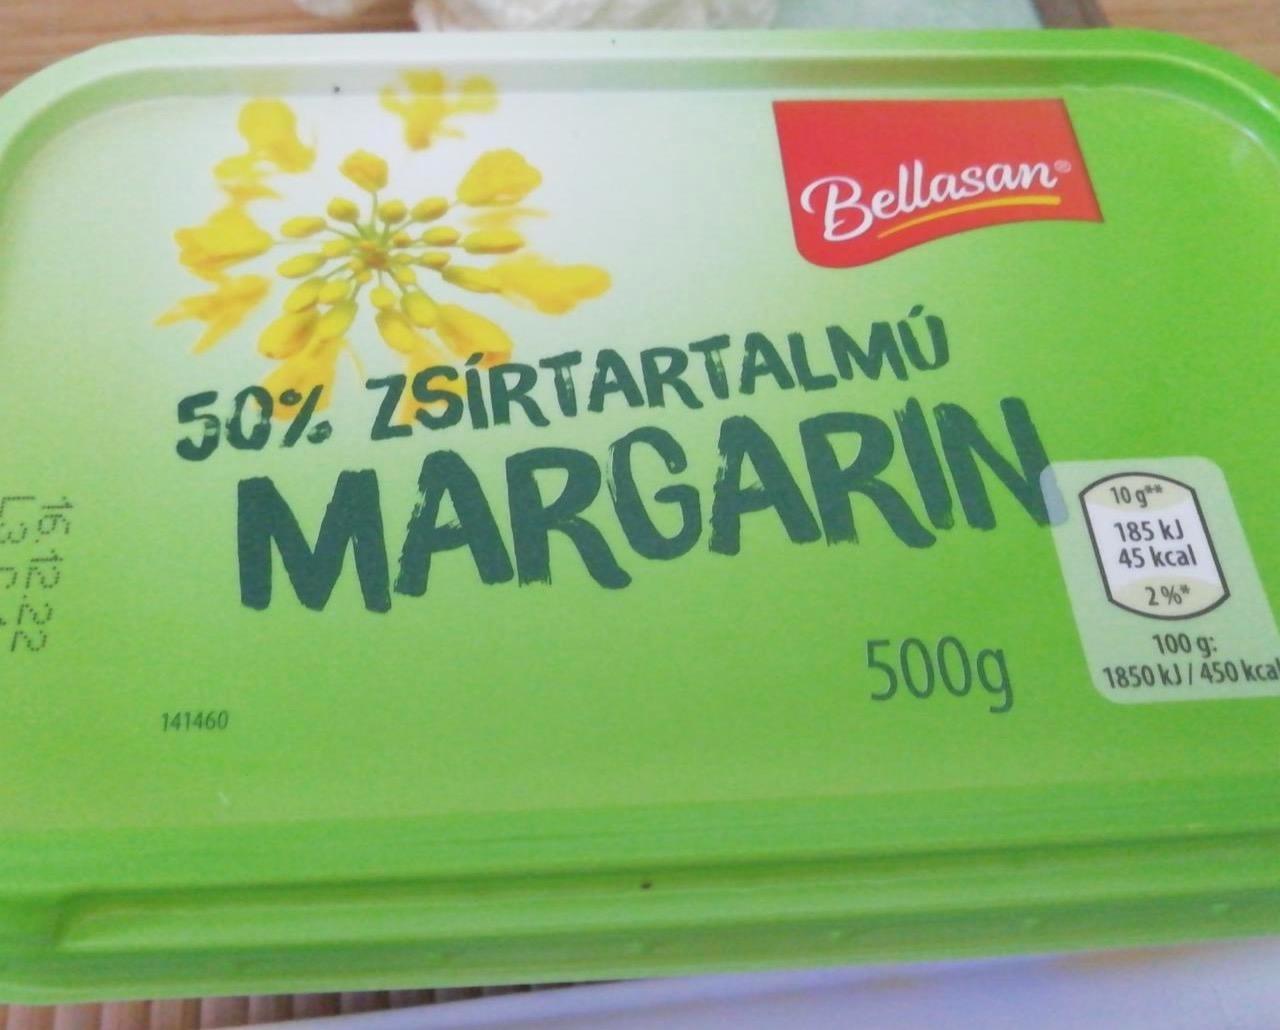 Bellasan®
50% ZSÍRTARTALMÚ
MARGARIN
10 g**
185 kJ
45 kcal
2%*
100 g:
1850 kJ / 450 kcal
500g
141460
16.12.22